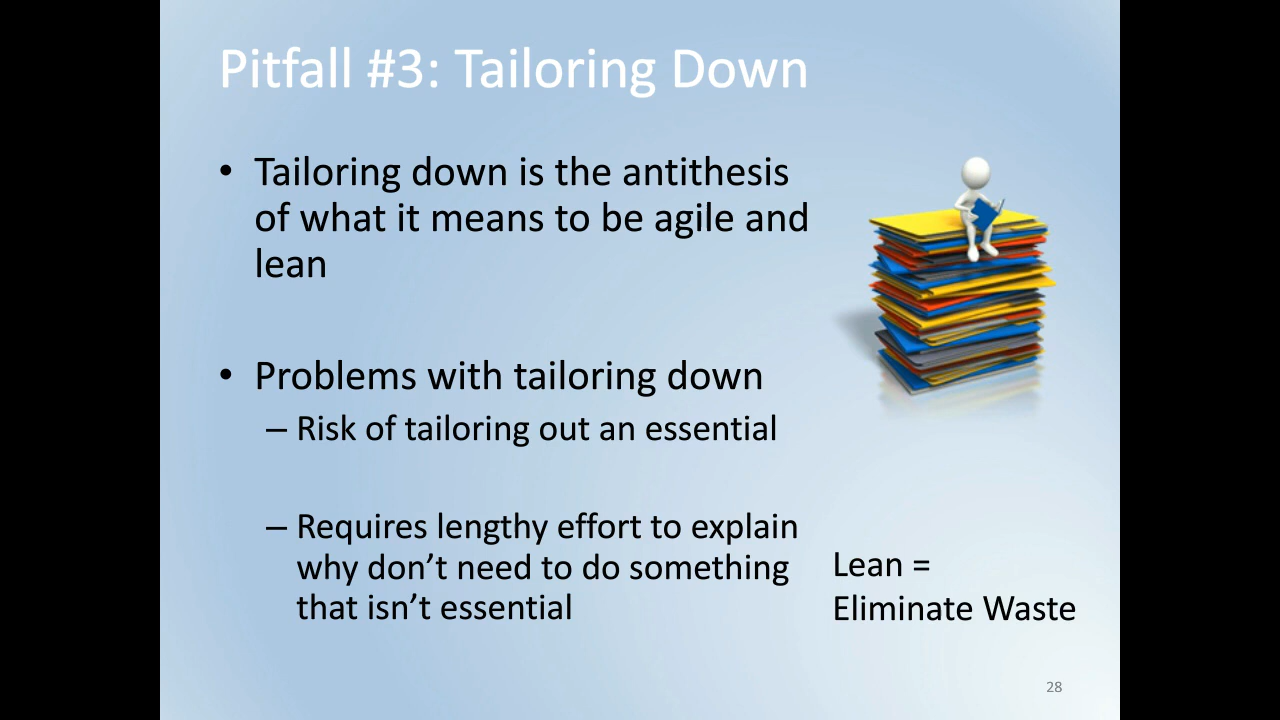 Pitfall #3: Tailoring Down
• Tailoring down is the antithesis
of what it means to be agile and
lean
• Problems with tailoring down
– Risk of tailoring out an essential
– Requires lengthy effort to explain
why don’t need to do something
that isn’t essential
Lean =
Eliminate Waste
28